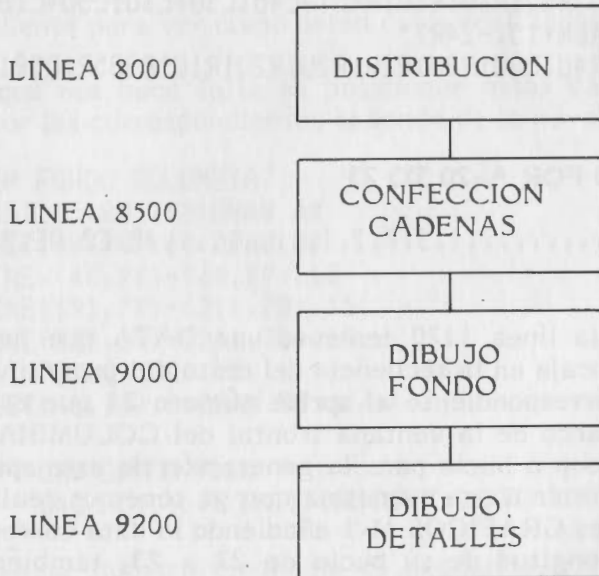 LINEA 8000
DISTRIBUCION
LINEA 8500
CONFECCION
CADENAS
LINEA 9000
DIBUJO
FONDO
LINEA 9200
DIBUJO
DETALLES